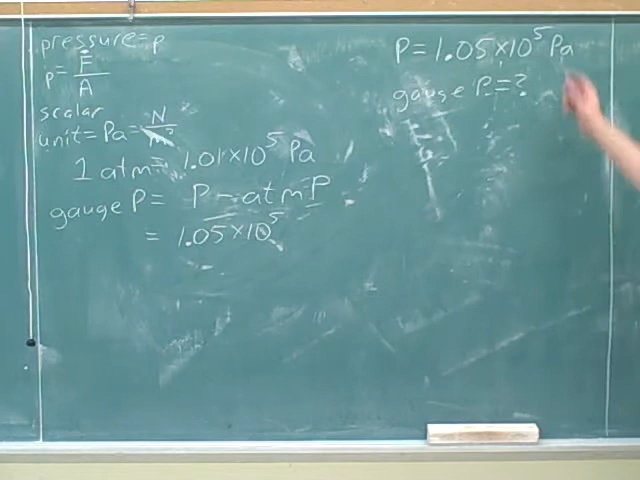 pressure = p
p = F / A
scalar
unit = Pa = N / m²
1 atm = 1.01×10⁵ Pa
gauge P = P − atm P
= 1.05×10⁵
P = 1.05×10⁵ Pa
gauge P = ?